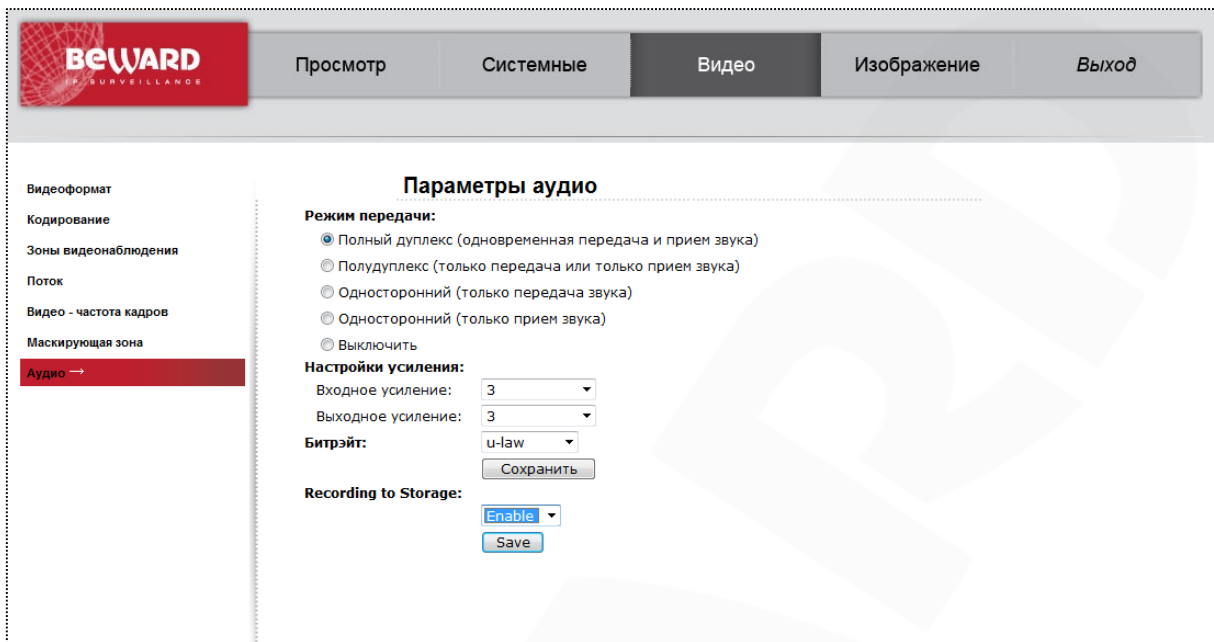 BEWARD
IP SURVEILLANCE
Просмотр
Системные
Видео
Изображение
Выход
Видеоформат
Кодирование
Зоны видеонаблюдения
Поток
Видео - частота кадров
Маскирующая зона
Аудио →
Параметры аудио
Режим передачи:
Полный дуплекс (одновременная передача и прием звука)
Полудуплекс (только передача или только прием звука)
Односторонний (только передача звука)
Односторонний (только прием звука)
Выключить
Настройки усиления:
Входное усиление: 3
Выходное усиление: 3
Битрэйт: u-law
Сохранить
Recording to Storage:
Enable
Save